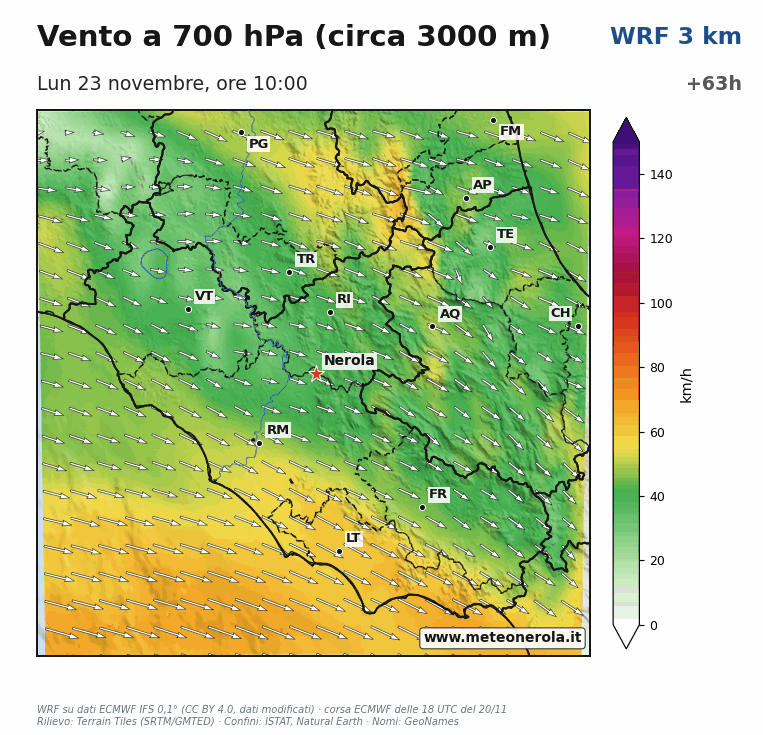 Vento a 700 hPa (circa 3000 m)
WRF 3 km
Lun 23 novembre, ore 10:00
+63h
PG
FM
AP
TE
TR
RI
VT
AQ
CH
Nerola
RM
FR
LT
www.meteonerola.it
140
120
100
80
60
40
20
0
km/h
WRF su dati ECMWF IFS 0,1° (CC BY 4.0, dati modificati) · corsa ECMWF delle 18 UTC del 20/11
Rilievo: Terrain Tiles (SRTM/GMTED) · Confini: ISTAT, Natural Earth · Nomi: GeoNames